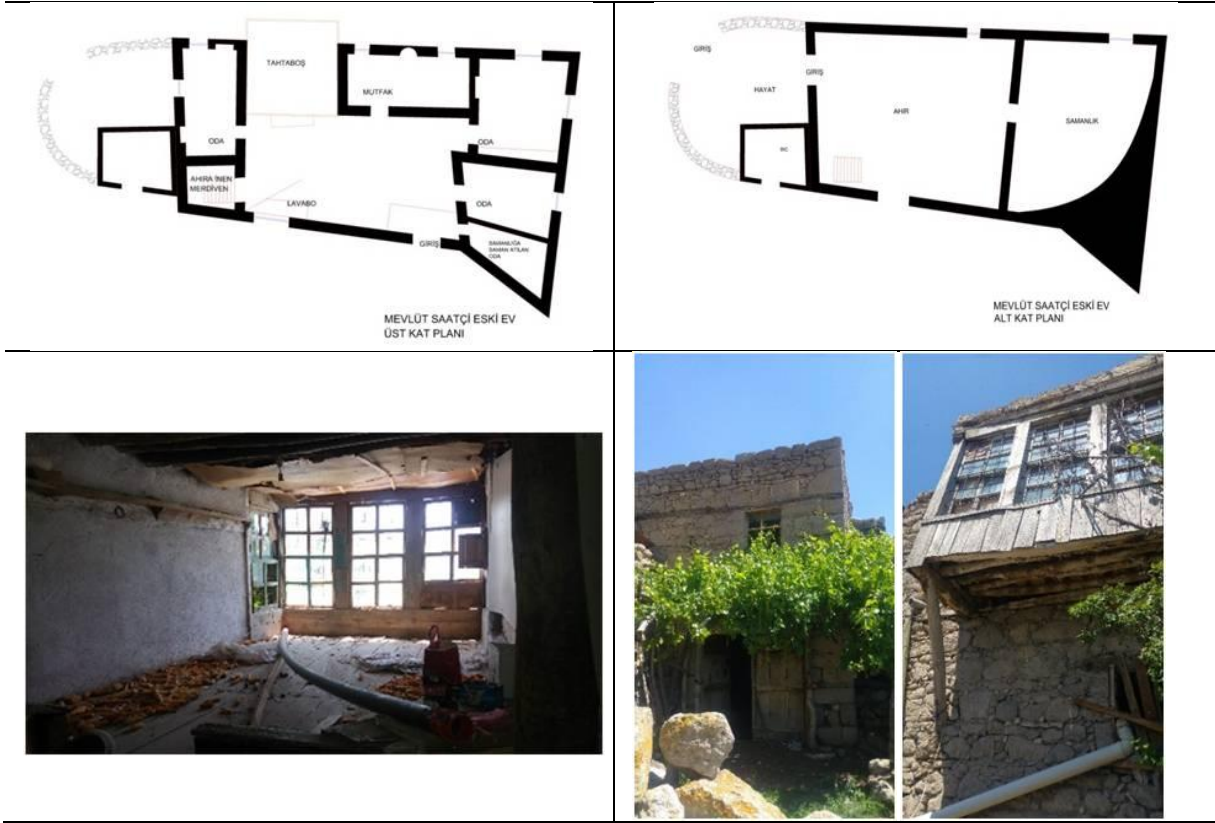 TAHTABOŞ
MUTFAK
ODA
ODA
AHIRA İNEN
MERDİVEN
ODA
LAVABO
GİRİŞ
SAMANLIĞA
SAMAN ATILAN
ODA
MEVLÜT SAATÇİ ESKİ EV
ÜST KAT PLANI
GİRİŞ
GİRİŞ
HAYAT
AHIR
SAMANLIK
WC
MEVLÜT SAATÇİ ESKİ EV
ALT KAT PLANI